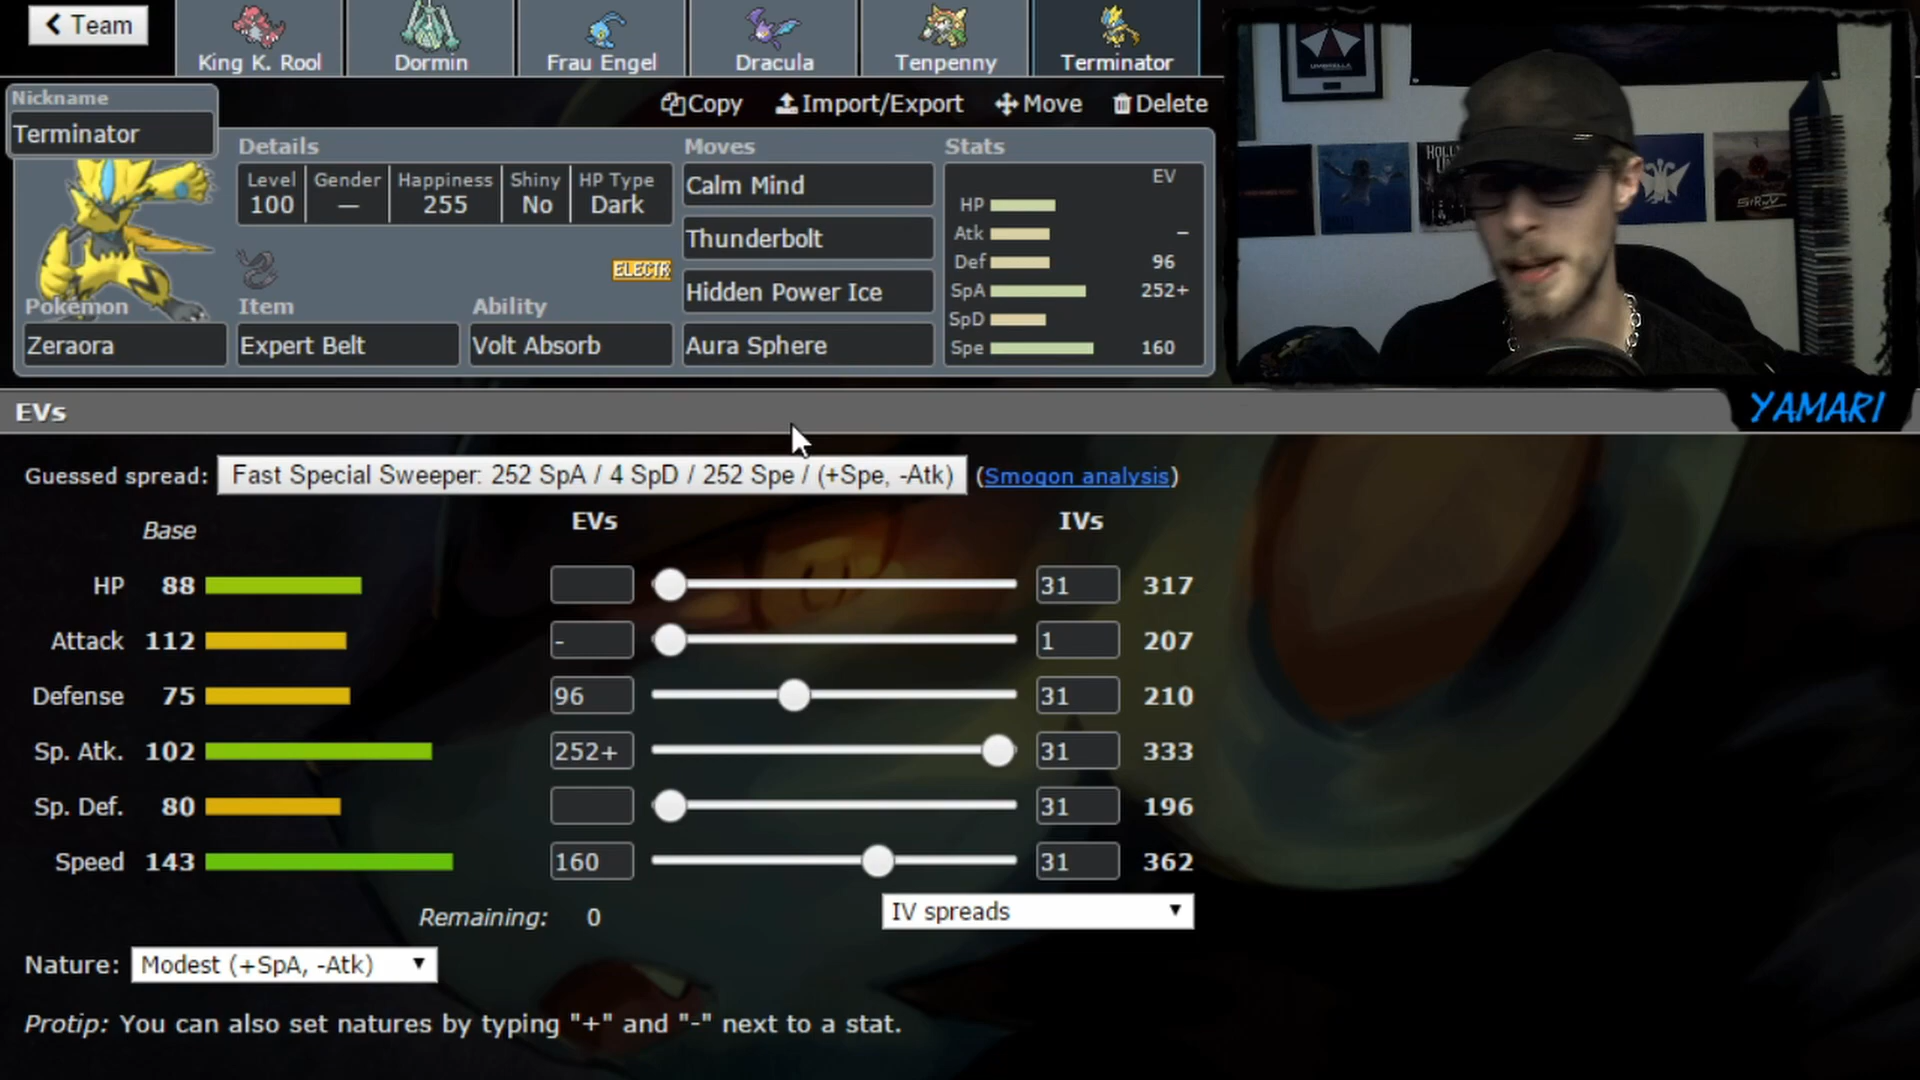 Team
King K. Rool
Dormin
Frau Engel
Dracula
Tenpenny
Terminator
Copy
Import/Export
Move
Delete
Nickname
Terminator
Details
Level
100
Gender
—
Happiness
255
Shiny
No
HP Type
Dark
ELECTR
Pokémon
Zeraora
Item
Expert Belt
Ability
Volt Absorb
Moves
Calm Mind
Thunderbolt
Hidden Power Ice
Aura Sphere
Stats
EV
HP
Atk –
Def 96
SpA 252+
SpD
Spe 160
UMBRELLA
YAMARI
EVs
Guessed spread: Fast Special Sweeper: 252 SpA / 4 SpD / 252 Spe / (+Spe, -Atk) (Smogon analysis)
Base EVs IVs
HP 88 31 317
Attack 112 - 1 207
Defense 75 96 31 210
Sp. Atk. 102 252+ 31 333
Sp. Def. 80 31 196
Speed 143 160 31 362
Remaining: 0
IV spreads
Nature: Modest (+SpA, -Atk)
Protip: You can also set natures by typing "+" and "-" next to a stat.